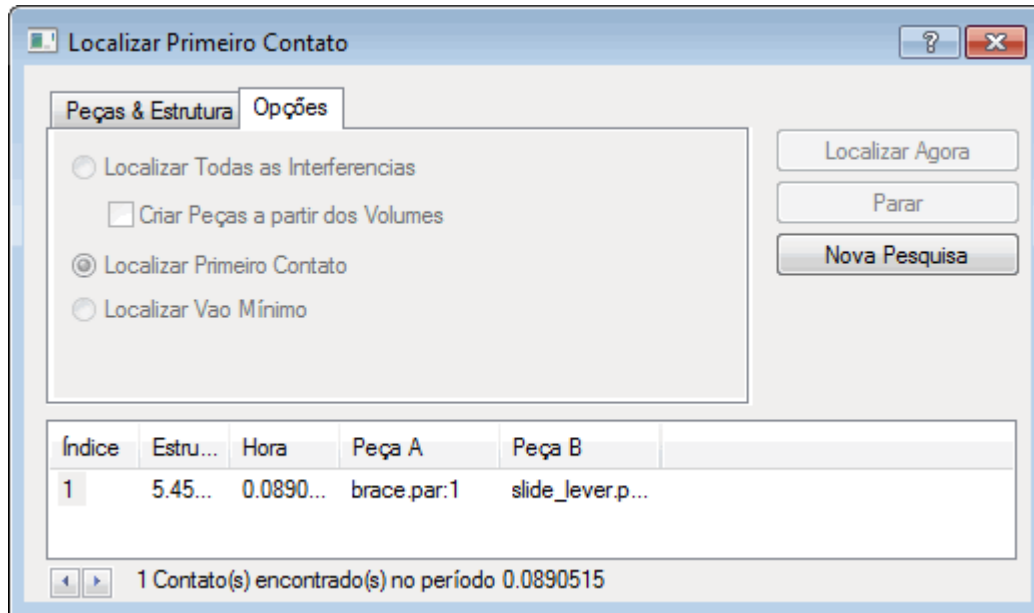 Localizar Primeiro Contato
Peças & Estrutura
Opções
Localizar Todas as Interferencias
Criar Peças a partir dos Volumes
Localizar Primeiro Contato
Localizar Vao Mínimo
Localizar Agora
Parar
Nova Pesquisa
Índice Estru... Hora Peça A Peça B
1 5.45... 0.0890... brace.par:1 slide_lever.p...
1 Contato(s) encontrado(s) no período 0.0890515